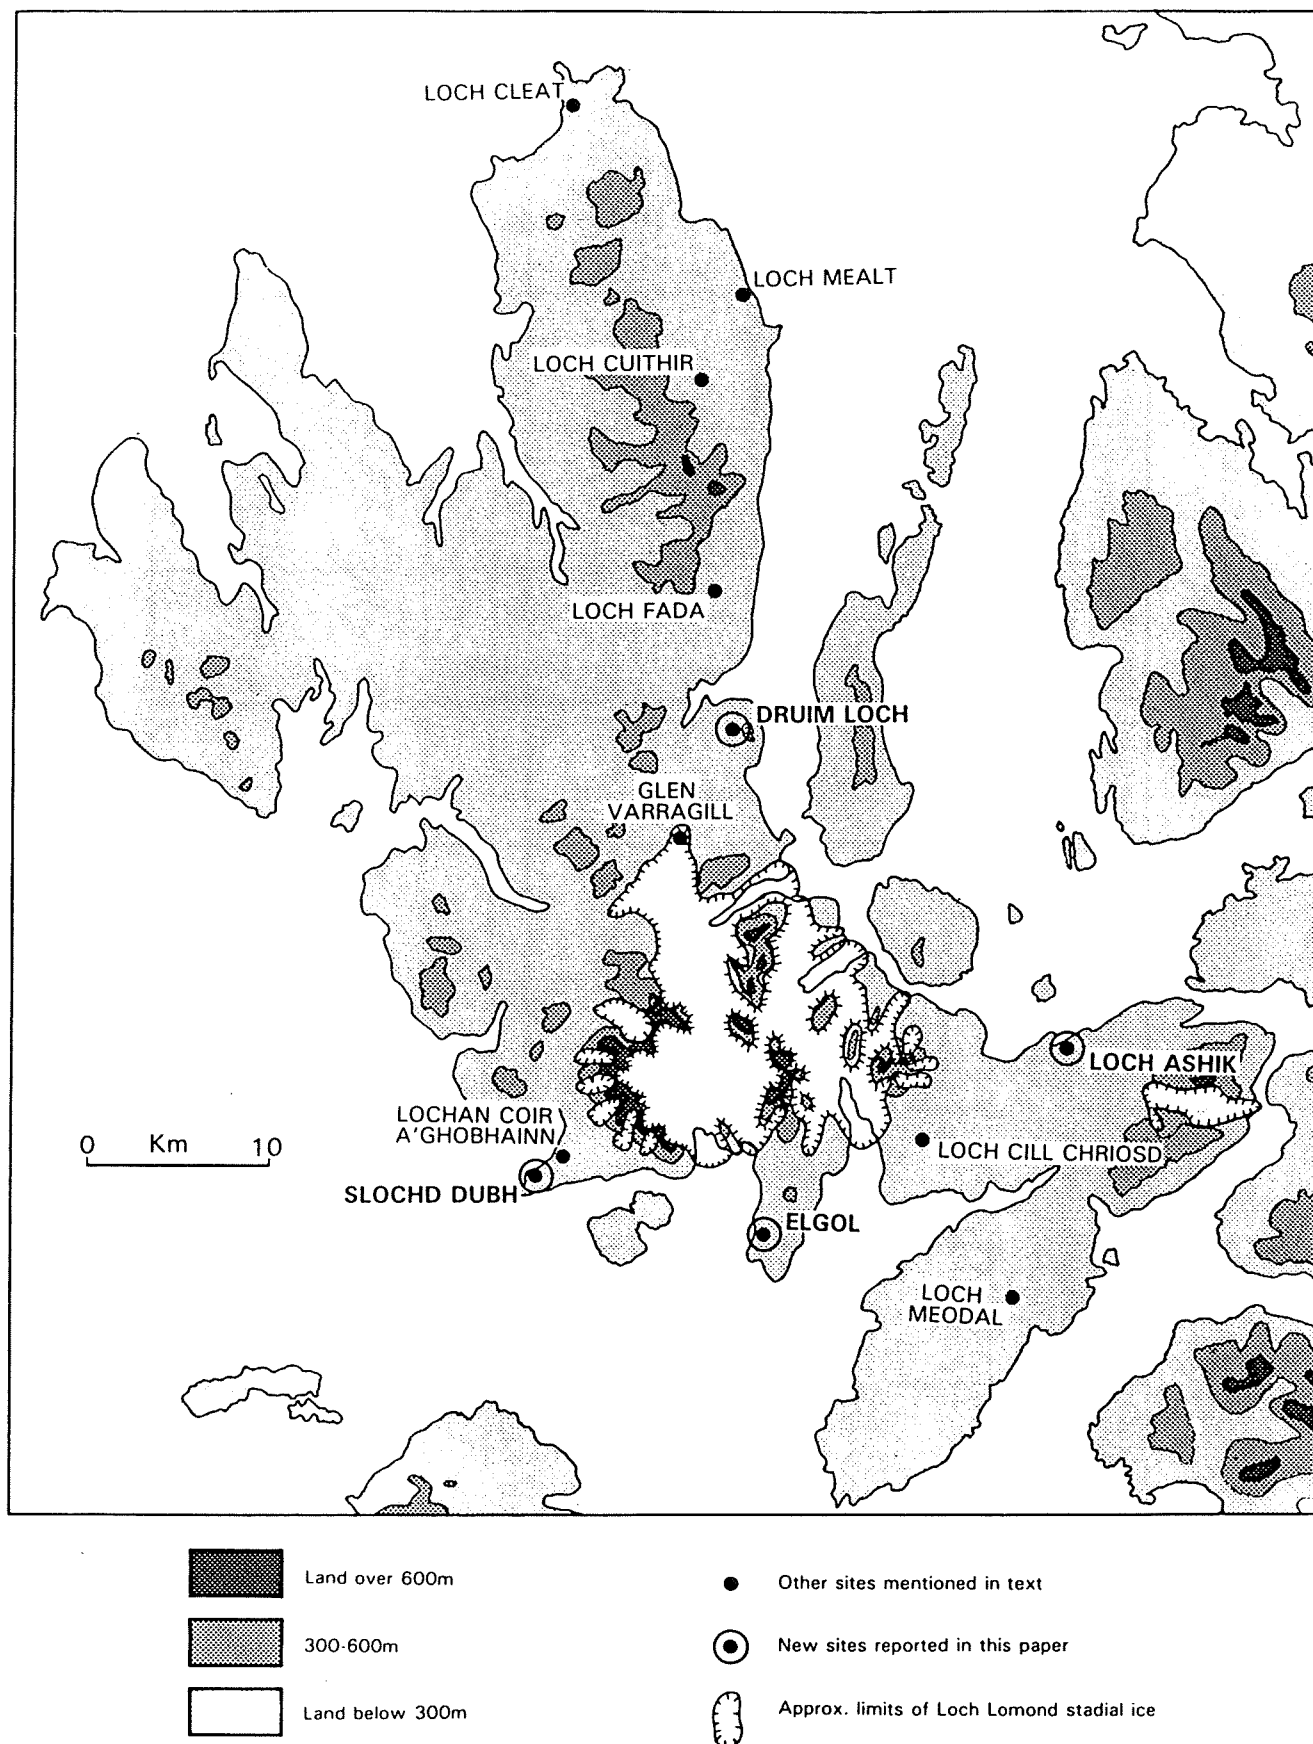 LOCH CLEAT
LOCH MEALT
LOCH CUITHIR
LOCH FADA
DRUIM LOCH
GLEN
VARRAGILL
LOCH ASHIK
LOCHAN COIR
A'GHOBHAINN
0 Km 10
LOCH CILL CHRIOSD
SLOCHD DUBH
ELGOL
LOCH
MEODAL
Land over 600m
Other sites mentioned in text
300-600m
New sites reported in this paper
Land below 300m
Approx. limits of Loch Lomond stadial ice